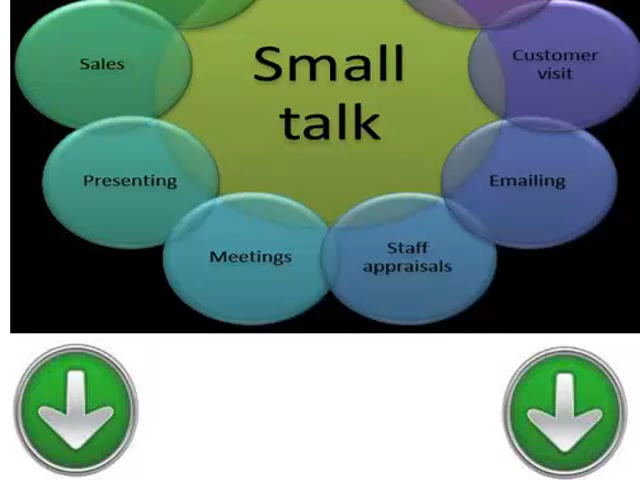 Small
talk
Sales
Customer
visit
Presenting
Emailing
Meetings
Staff
appraisals